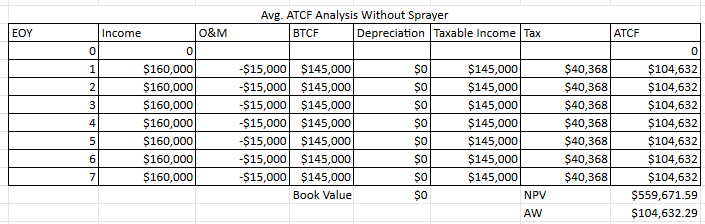 Avg. ATCF Analysis Without Sprayer
EOY Income O&M BTCF Depreciation Taxable Income Tax ATCF
0 0 0
1 $160,000 -$15,000 $145,000 $0 $145,000 $40,368 $104,632
2 $160,000 -$15,000 $145,000 $0 $145,000 $40,368 $104,632
3 $160,000 -$15,000 $145,000 $0 $145,000 $40,368 $104,632
4 $160,000 -$15,000 $145,000 $0 $145,000 $40,368 $104,632
5 $160,000 -$15,000 $145,000 $0 $145,000 $40,368 $104,632
6 $160,000 -$15,000 $145,000 $0 $145,000 $40,368 $104,632
7 $160,000 -$15,000 $145,000 $0 $145,000 $40,368 $104,632
Book Value $0 NPV $559,671.59
AW $104,632.29